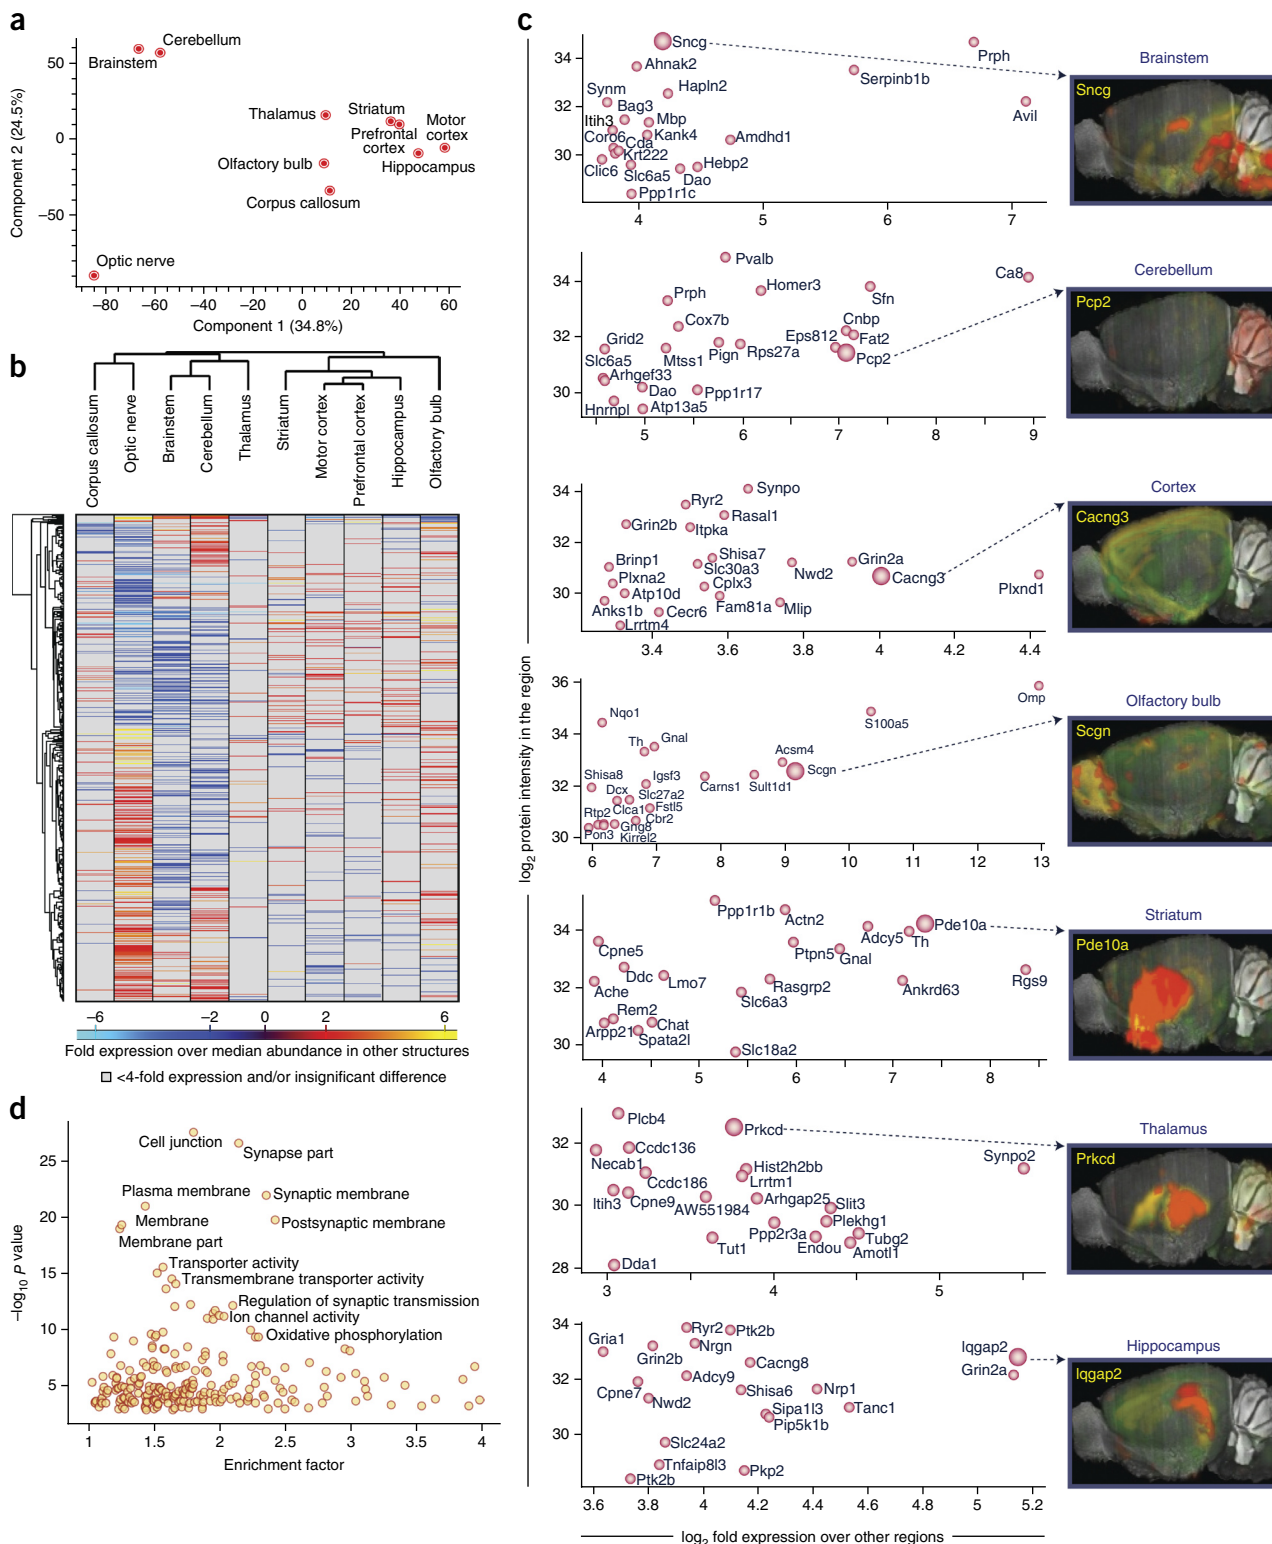 a
Component 2 (24.5%)
50
0
−50
Cerebellum
Brainstem
Thalamus
Striatum
Motor
cortex
Prefrontal
cortex
Olfactory bulb
Hippocampus
Corpus callosum
Optic nerve
−80 −60 −40 −20 0 20 40 60
Component 1 (34.8%)
b
Corpus callosum
Optic nerve
Brainstem
Cerebellum
Thalamus
Striatum
Motor cortex
Prefrontal cortex
Hippocampus
Olfactory bulb
−6 −2 0 2 6
Fold expression over median abundance in other structures
<4-fold expression and/or insignificant difference
d
−log10 P value
25
20
15
10
5
Cell junction
Synapse part
Plasma membrane
Synaptic membrane
Membrane
Postsynaptic membrane
Membrane part
Transporter activity
Transmembrane transporter activity
Regulation of synaptic transmission
Ion channel activity
Oxidative phosphorylation
1 1.5 2 2.5 3 3.5 4
Enrichment factor
c
log2 protein intensity in the region
34
32
30
Sncg
Prph
Ahnak2
Serpinb1b
Hapln2
Synm
Avil
Bag3
Itih3
Mbp
Coro6
Kank4
Amdhd1
Cda
Krt222
Clic6
Slc6a5
Hebp2
Dao
Ppp1r1c
4 5 6 7
Brainstem
Sncg
34
32
30
Pvalb
Ca8
Homer3
Sfn
Prph
Cox7b
Cnbp
Eps812
Fat2
Grid2
Pign
Rps27a
Pcp2
Slc6a5
Mtss1
Arhgef33
Dao
Ppp1r17
Hnrnpl
Atp13a5
5 6 7 8 9
Cerebellum
Pcp2
34
32
30
Synpo
Ryr2
Rasal1
Grin2b
Itpka
Shisa7
Brinp1
Slc30a3
Nwd2
Grin2a
Plxna2
Cplx3
Cacng3
Plxnd1
Atp10d
Anks1b
Cecr6
Fam81a
Mlip
Lrrtm4
3.4 3.6 3.8 4 4.2 4.4
Cortex
Cacng3
36
34
32
30
Omp
Nqo1
S100a5
Th
Gnal
Acsm4
Shisa8
Igsf3
Scgn
Dcx
Slc27a2
Carns1
Sult1d1
Rtp2
Clca1
Fstl5
Pon3
Gng8
Cbr2
Kirrel2
6 7 8 9 10 11 12 13
Olfactory bulb
Scgn
34
32
30
Ppp1r1b
Actn2
Adcy5
Th
Pde10a
Cpne5
Ptpn5
Gnal
Ddc
Lmo7
Rasgrp2
Ankrd63
Rgs9
Ache
Slc6a3
Rem2
Chat
Arpp21
Spata2l
Slc18a2
4 5 6 7 8
Striatum
Pde10a
32
30
28
Plcb4
Prkcd
Ccdc136
Necab1
Hist2h2bb
Synpo2
Ccdc186
Lrrtm1
Itih3
Cpne9
Arhgap25
Slit3
AW551984
Ppp2r3a
Plekhg1
Tut1
Endou
Tubg2
Amotl1
Dda1
3 4 5
Thalamus
Prkcd
34
32
30
Gria1
Ryr2
Ptk2b
Nrgn
Iqgap2
Grin2b
Cacng8
Grin2a
Adcy9
Cpne7
Shisa6
Nrp1
Nwd2
Sipa1l3
Tanc1
Pip5k1b
Slc24a2
Tnfaip8l3
Pkp2
Ptk2b
3.6 3.8 4 4.2 4.4 4.6 4.8 5 5.2
log2 fold expression over other regions
Hippocampus
Iqgap2